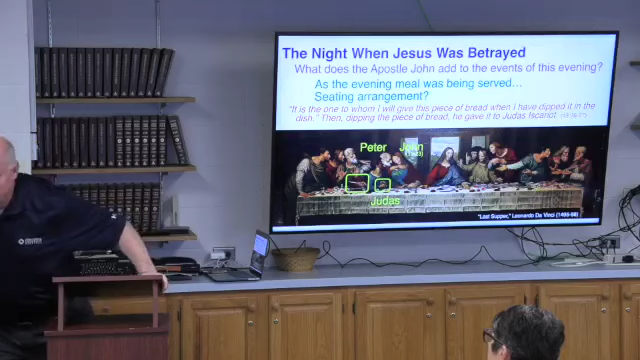 The Night When Jesus Was Betrayed
What does the Apostle John add to the events of this evening?
As the evening meal was being served…
Seating arrangement?
"It is the one to whom I will give this piece of bread when I have dipped it in the
dish." Then, dipping the piece of bread, he gave it to Judas Iscariot.
Peter John
Judas
"Last Supper," Leonardo Da Vinci (1495-98)